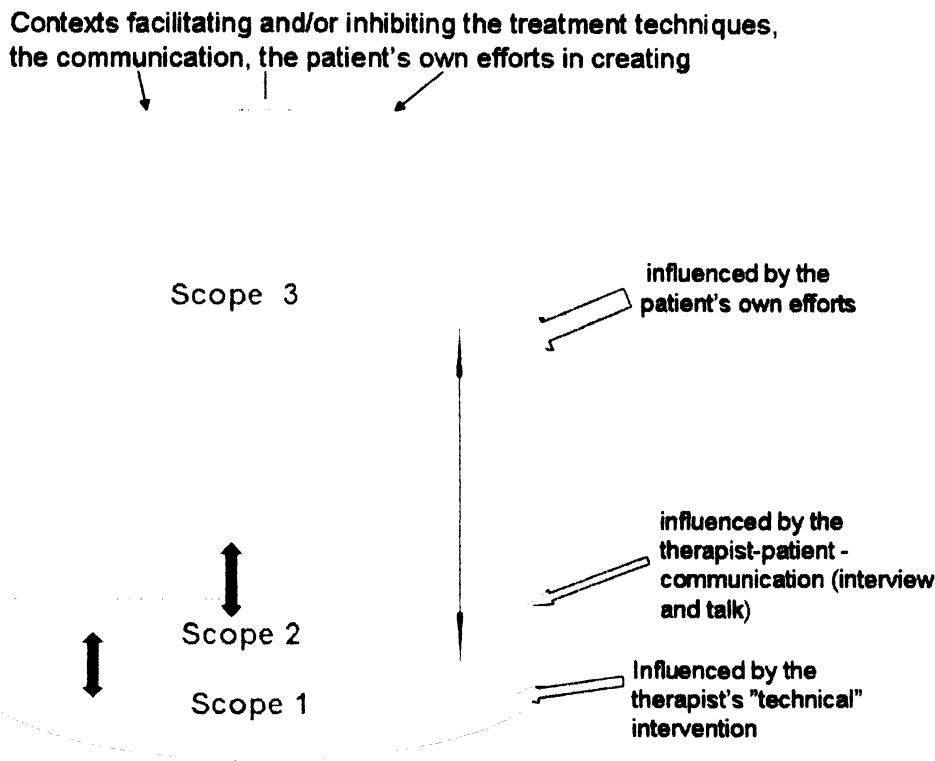 Contexts facilitating and/or inhibiting the treatment techniques,
the communication, the patient's own efforts in creating
Scope 3
influenced by the
patient's own efforts
influenced by the
therapist-patient -
communication (interview
and talk)
Scope 2
Scope 1
Influenced by the
therapist's "technical"
intervention